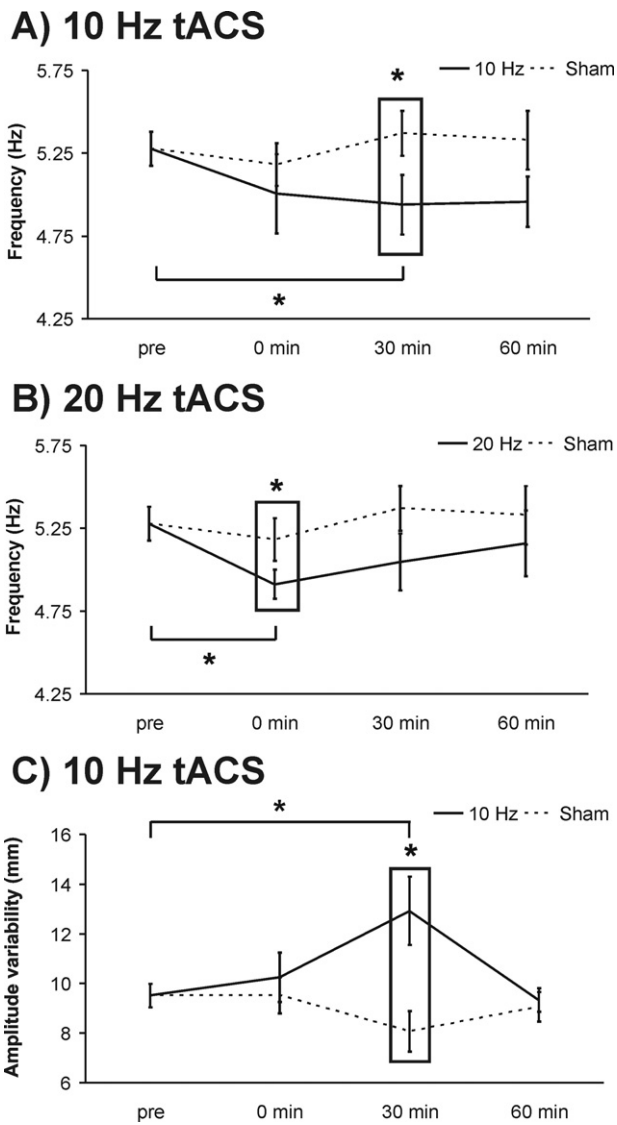 A) 10 Hz tACS
10 Hz Sham
5.75
*
5.25
Frequency (Hz)
4.75
*
4.25
pre 0 min 30 min 60 min
B) 20 Hz tACS
20 Hz Sham
5.75
*
5.25
Frequency (Hz)
4.75
*
4.25
pre 0 min 30 min 60 min
C) 10 Hz tACS
*
10 Hz Sham
16
*
14
12
Amplitude variability (mm)
10
8
6
pre 0 min 30 min 60 min